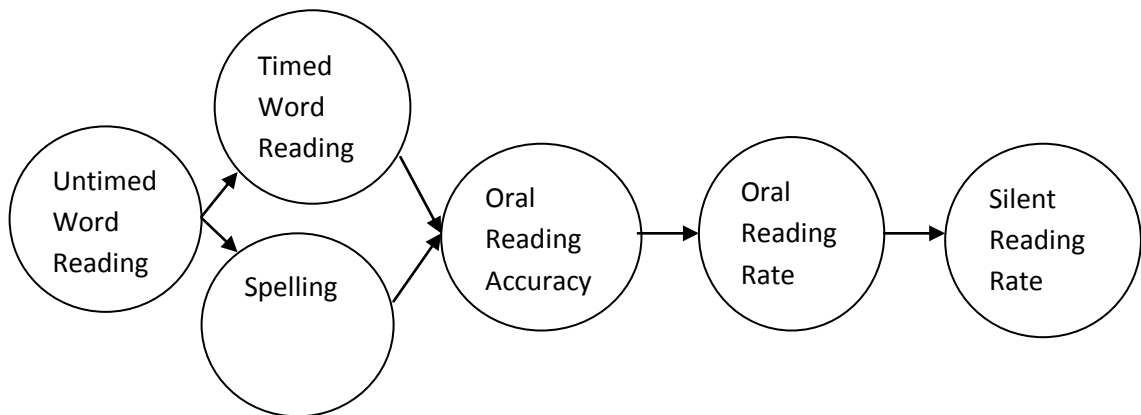 Untimed
Word
Reading
Timed
Word
Reading
Spelling
Oral
Reading
Accuracy
Oral
Reading
Rate
Silent
Reading
Rate